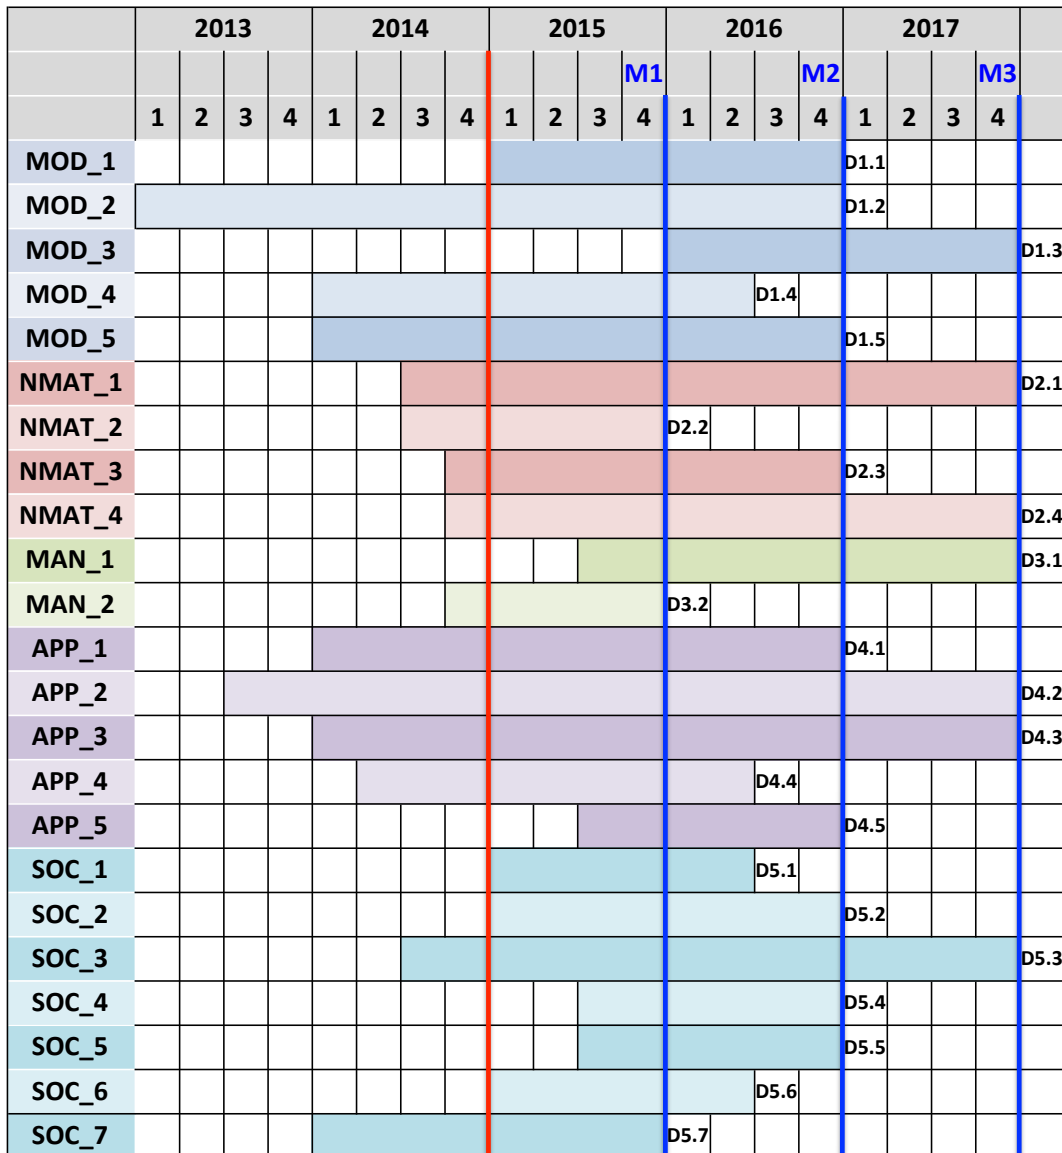 2013 2014 2015 2016 2017
M1 M2 M3
1 2 3 4 1 2 3 4 1 2 3 4 1 2 3 4 1 2 3 4
MOD_1 D1.1
MOD_2 D1.2
MOD_3 D1.3
MOD_4 D1.4
MOD_5 D1.5
NMAT_1 D2.1
NMAT_2 D2.2
NMAT_3 D2.3
NMAT_4 D2.4
MAN_1 D3.1
MAN_2 D3.2
APP_1 D4.1
APP_2 D4.2
APP_3 D4.3
APP_4 D4.4
APP_5 D4.5
SOC_1 D5.1
SOC_2 D5.2
SOC_3 D5.3
SOC_4 D5.4
SOC_5 D5.5
SOC_6 D5.6
SOC_7 D5.7